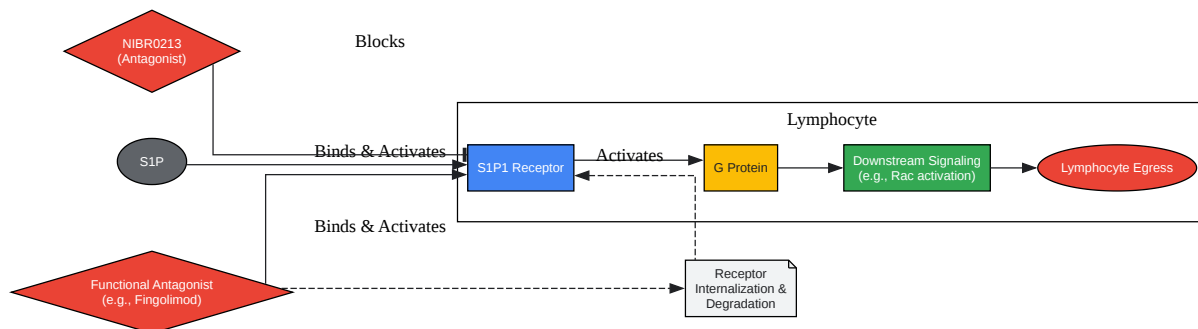 NIBR0213
(Antagonist)
Blocks
Lymphocyte
S1P
Binds & Activates
S1P1 Receptor
Activates
G Protein
Downstream Signaling
(e.g., Rac activation)
Lymphocyte Egress
Binds & Activates
Functional Antagonist
(e.g., Fingolimod)
Receptor
Internalization &
Degradation